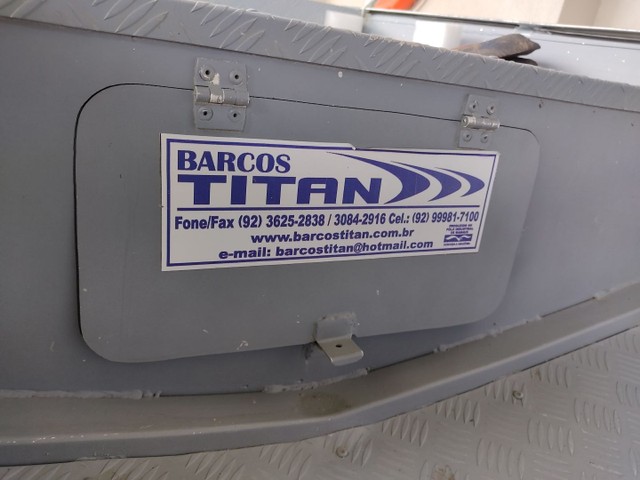 BARCOS
TITAN
Fone/Fax (92) 3625-2838 / 3084-2916 Cel.: (92) 99981-7100
www.barcostitan.com.br
e-mail: barcostitan@hotmail.com